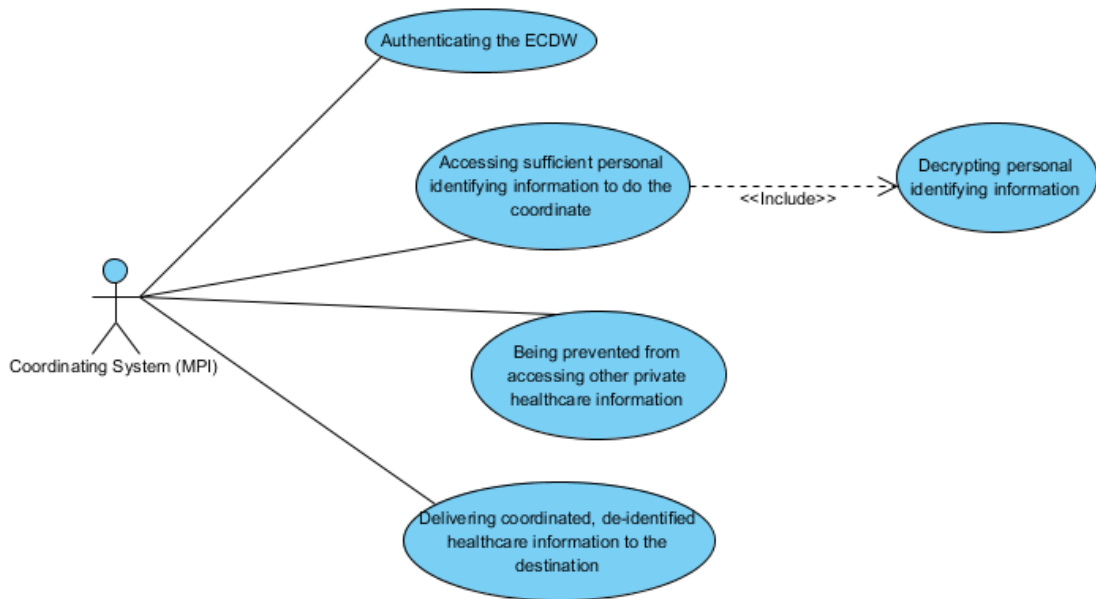 Authenticating the ECDW
Accessing sufficient personal
identifying information to do the
coordinate
<<Include>>
Decrypting personal
identifying information
Coordinating System (MPI)
Being prevented from
accessing other private
healthcare information
Delivering coordinated, de-identified
healthcare information to the
destination